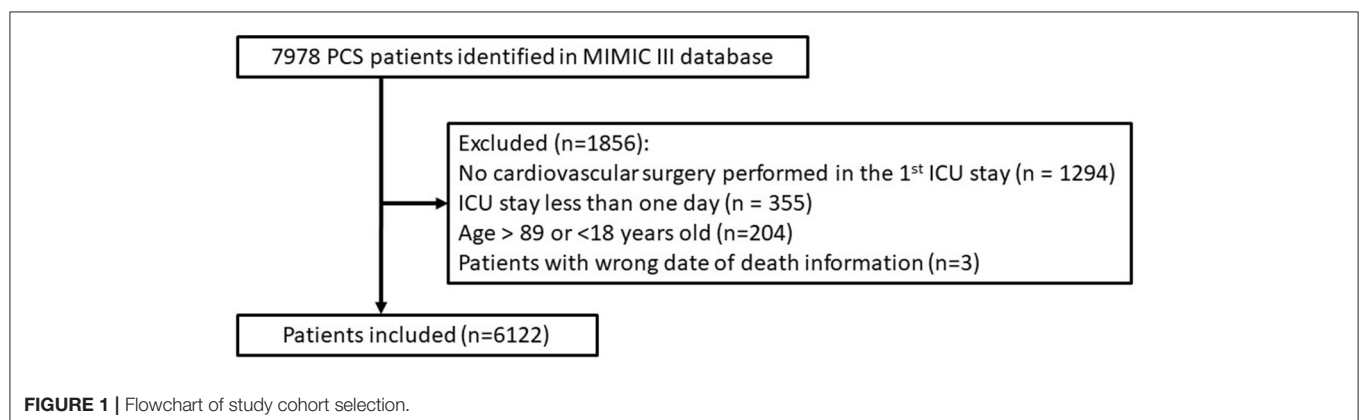 7978 PCS patients identified in MIMIC III database
Excluded (n=1856):
No cardiovascular surgery performed in the 1st ICU stay (n = 1294)
ICU stay less than one day (n = 355)
Age > 89 or <18 years old (n=204)
Patients with wrong date of death information (n=3)
Patients included (n=6122)
FIGURE 1 | Flowchart of study cohort selection.